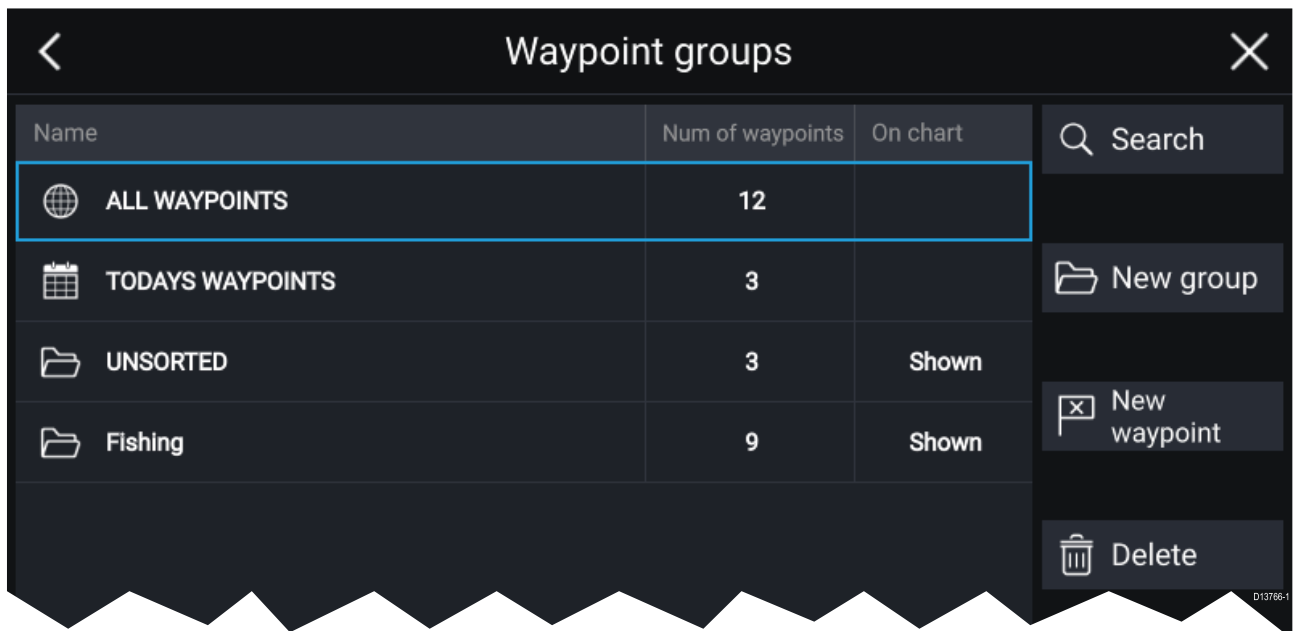 Waypoint groups
Name Num of waypoints On chart
ALL WAYPOINTS 12
TODAYS WAYPOINTS 3
UNSORTED 3 Shown
Fishing 9 Shown
Search
New group
New
waypoint
Delete
D13766-1